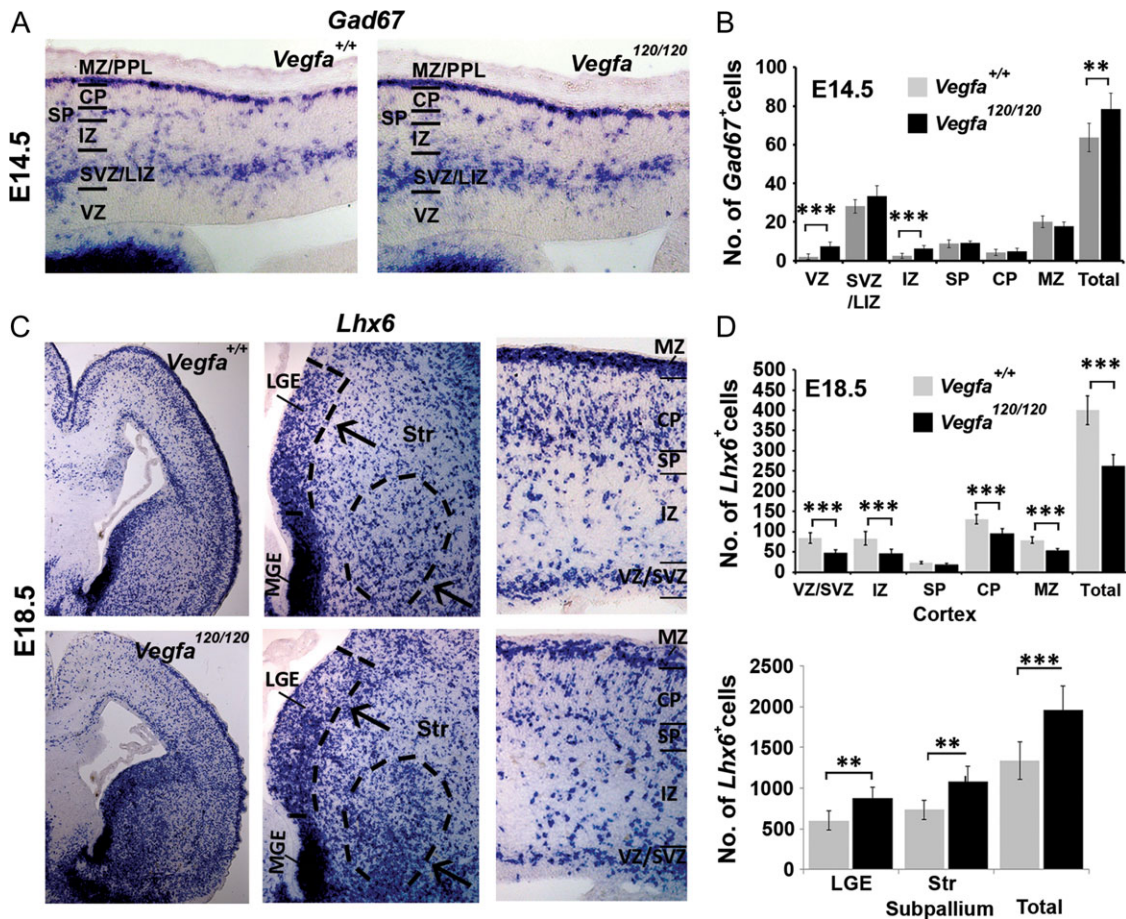 A
Gad67
E14.5
Vegfa+/+
MZ/PPL
CP
SP
IZ
SVZ/LIZ
VZ
Vegfa120/120
MZ/PPL
CP
SP
IZ
SVZ/LIZ
VZ
B
No. of Gad67+cells
100
80
60
40
20
0
E14.5
Vegfa+/+
Vegfa120/120
***
***
**
VZ
SVZ
/LIZ
IZ
SP
CP
MZ
Total
C
Lhx6
E18.5
Vegfa+/+
LGE
Str
MGE
MZ
CP
SP
IZ
VZ/SVZ
Vegfa120/120
LGE
Str
MGE
MZ
CP
SP
IZ
VZ/SVZ
D
No. of Lhx6+cells
500
450
400
350
300
250
200
150
100
50
0
E18.5
Vegfa+/+
Vegfa120/120
***
***
***
***
***
VZ/SVZ
IZ
SP
CP
MZ
Total
Cortex
No. of Lhx6+cells
2500
2000
1300
1000
500
0
**
**
***
LGE
Str
Total
Subpallium